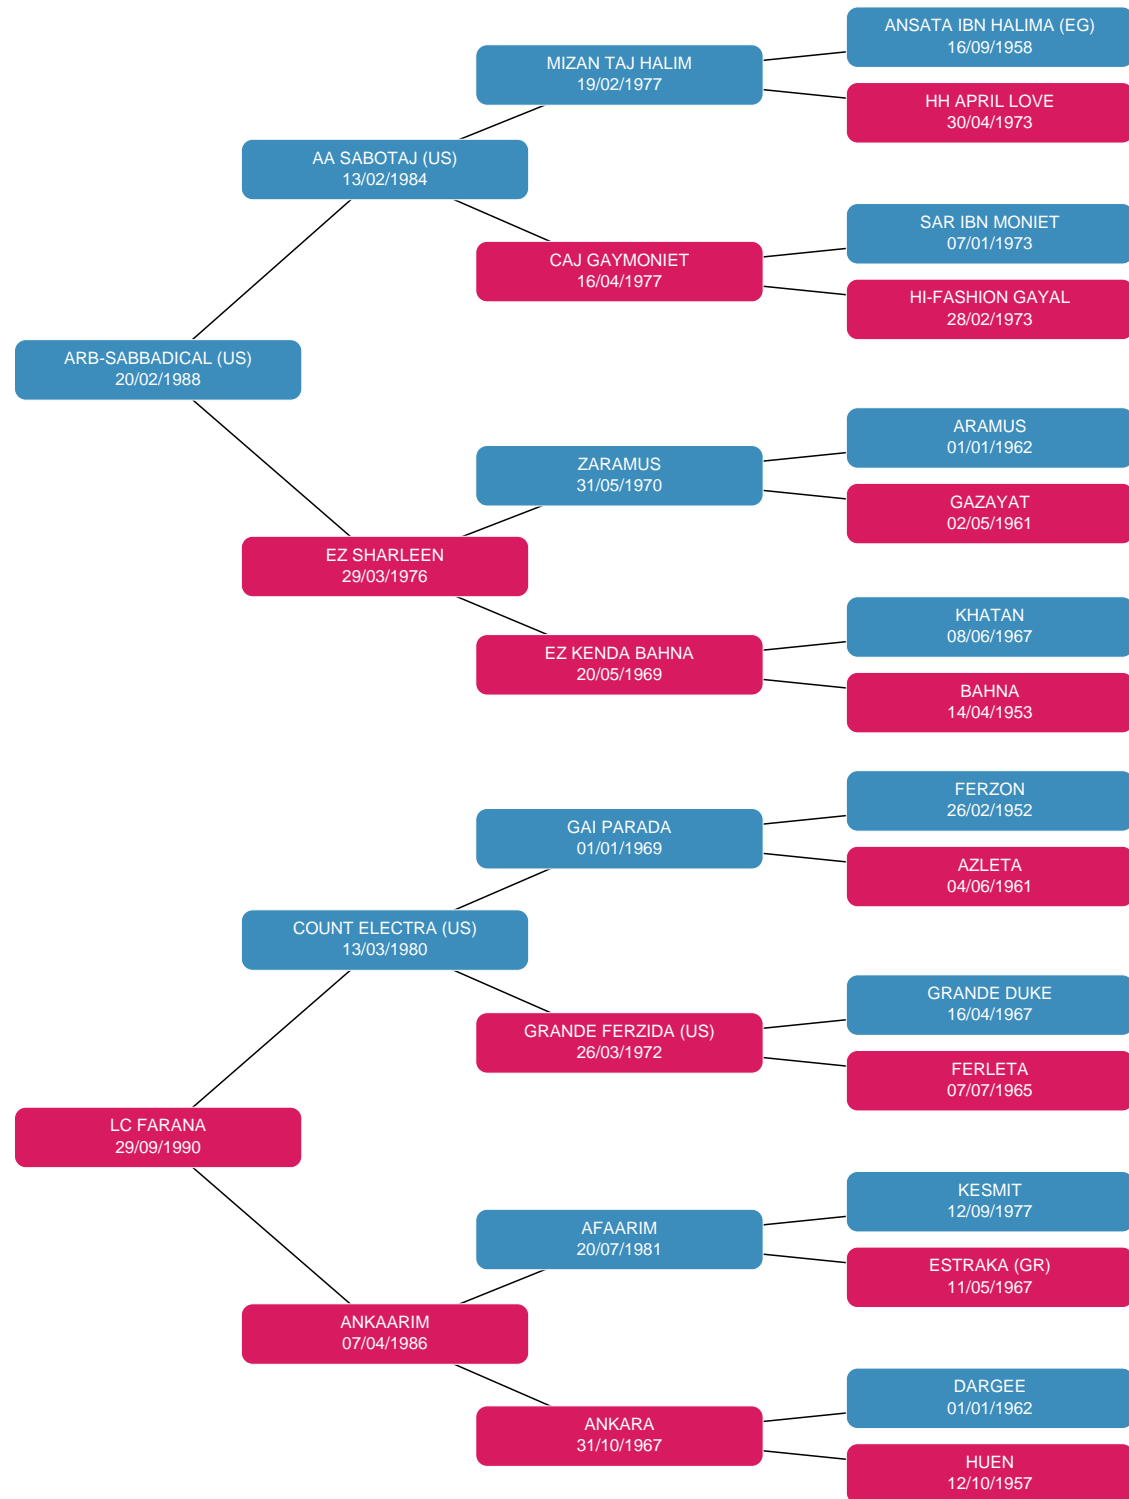 ANSATA IBN HALIMA (EG)
16/09/1958
MIZAN TAJ HALIM
19/02/1977
HH APRIL LOVE
30/04/1973
AA SABOTAJ (US)
13/02/1984
SAR IBN MONIET
07/01/1973
CAJ GAYMONIET
16/04/1977
HI-FASHION GAYAL
28/02/1973
ARB-SABBADICAL (US)
20/02/1988
ARAMUS
01/01/1962
ZARAMUS
31/05/1970
GAZAYAT
02/05/1961
EZ SHARLEEN
29/03/1976
KHATAN
08/06/1967
EZ KENDA BAHNA
20/05/1969
BAHNA
14/04/1953
FERZON
26/02/1952
GAI PARADA
01/01/1969
AZLETA
04/06/1961
COUNT ELECTRA (US)
13/03/1980
GRANDE DUKE
16/04/1967
GRANDE FERZIDA (US)
26/03/1972
FERLETA
07/07/1965
LC FARANA
29/09/1990
KESMIT
12/09/1977
AFAARIM
20/07/1981
ESTRAKA (GR)
11/05/1967
ANKAARIM
07/04/1986
DARGEE
01/01/1962
ANKARA
31/10/1967
HUEN
12/10/1957